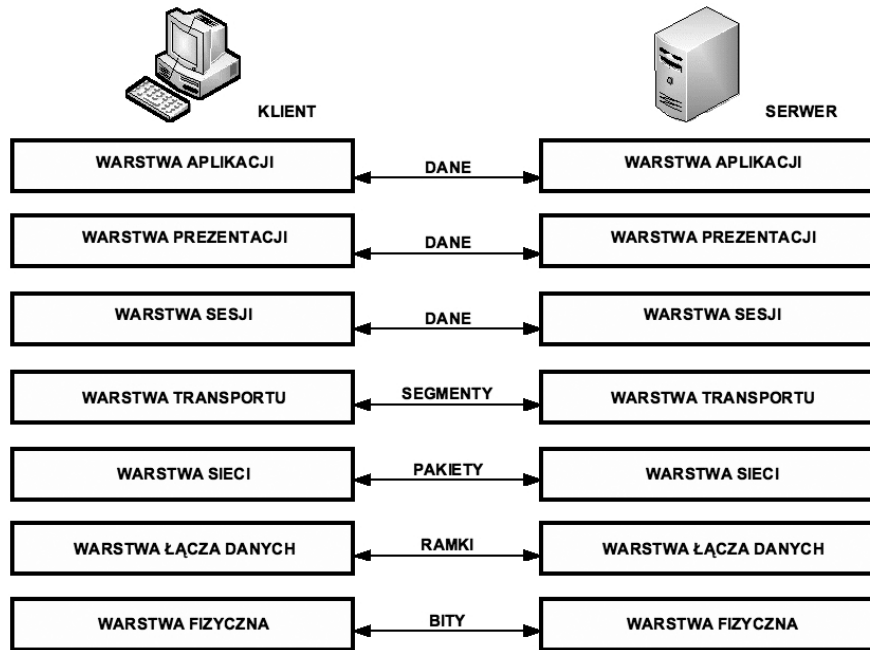 KLIENT SERWER
WARSTWA APLIKACJI DANE WARSTWA APLIKACJI
WARSTWA PREZENTACJI DANE WARSTWA PREZENTACJI
WARSTWA SESJI DANE WARSTWA SESJI
WARSTWA TRANSPORTU SEGMENTY WARSTWA TRANSPORTU
WARSTWA SIECI PAKIETY WARSTWA SIECI
WARSTWA ŁĄCZA DANYCH RAMKI WARSTWA ŁĄCZA DANYCH
WARSTWA FIZYCZNA BITY WARSTWA FIZYCZNA